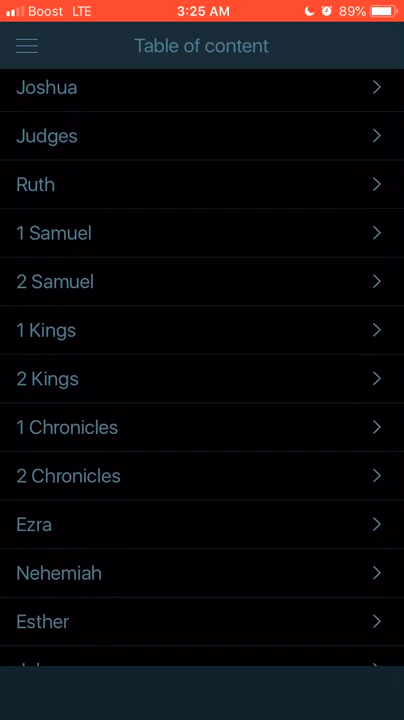 Boost LTE 3:25 AM 89%
Table of content
Joshua
Judges
Ruth
1 Samuel
2 Samuel
1 Kings
2 Kings
1 Chronicles
2 Chronicles
Ezra
Nehemiah
Esther